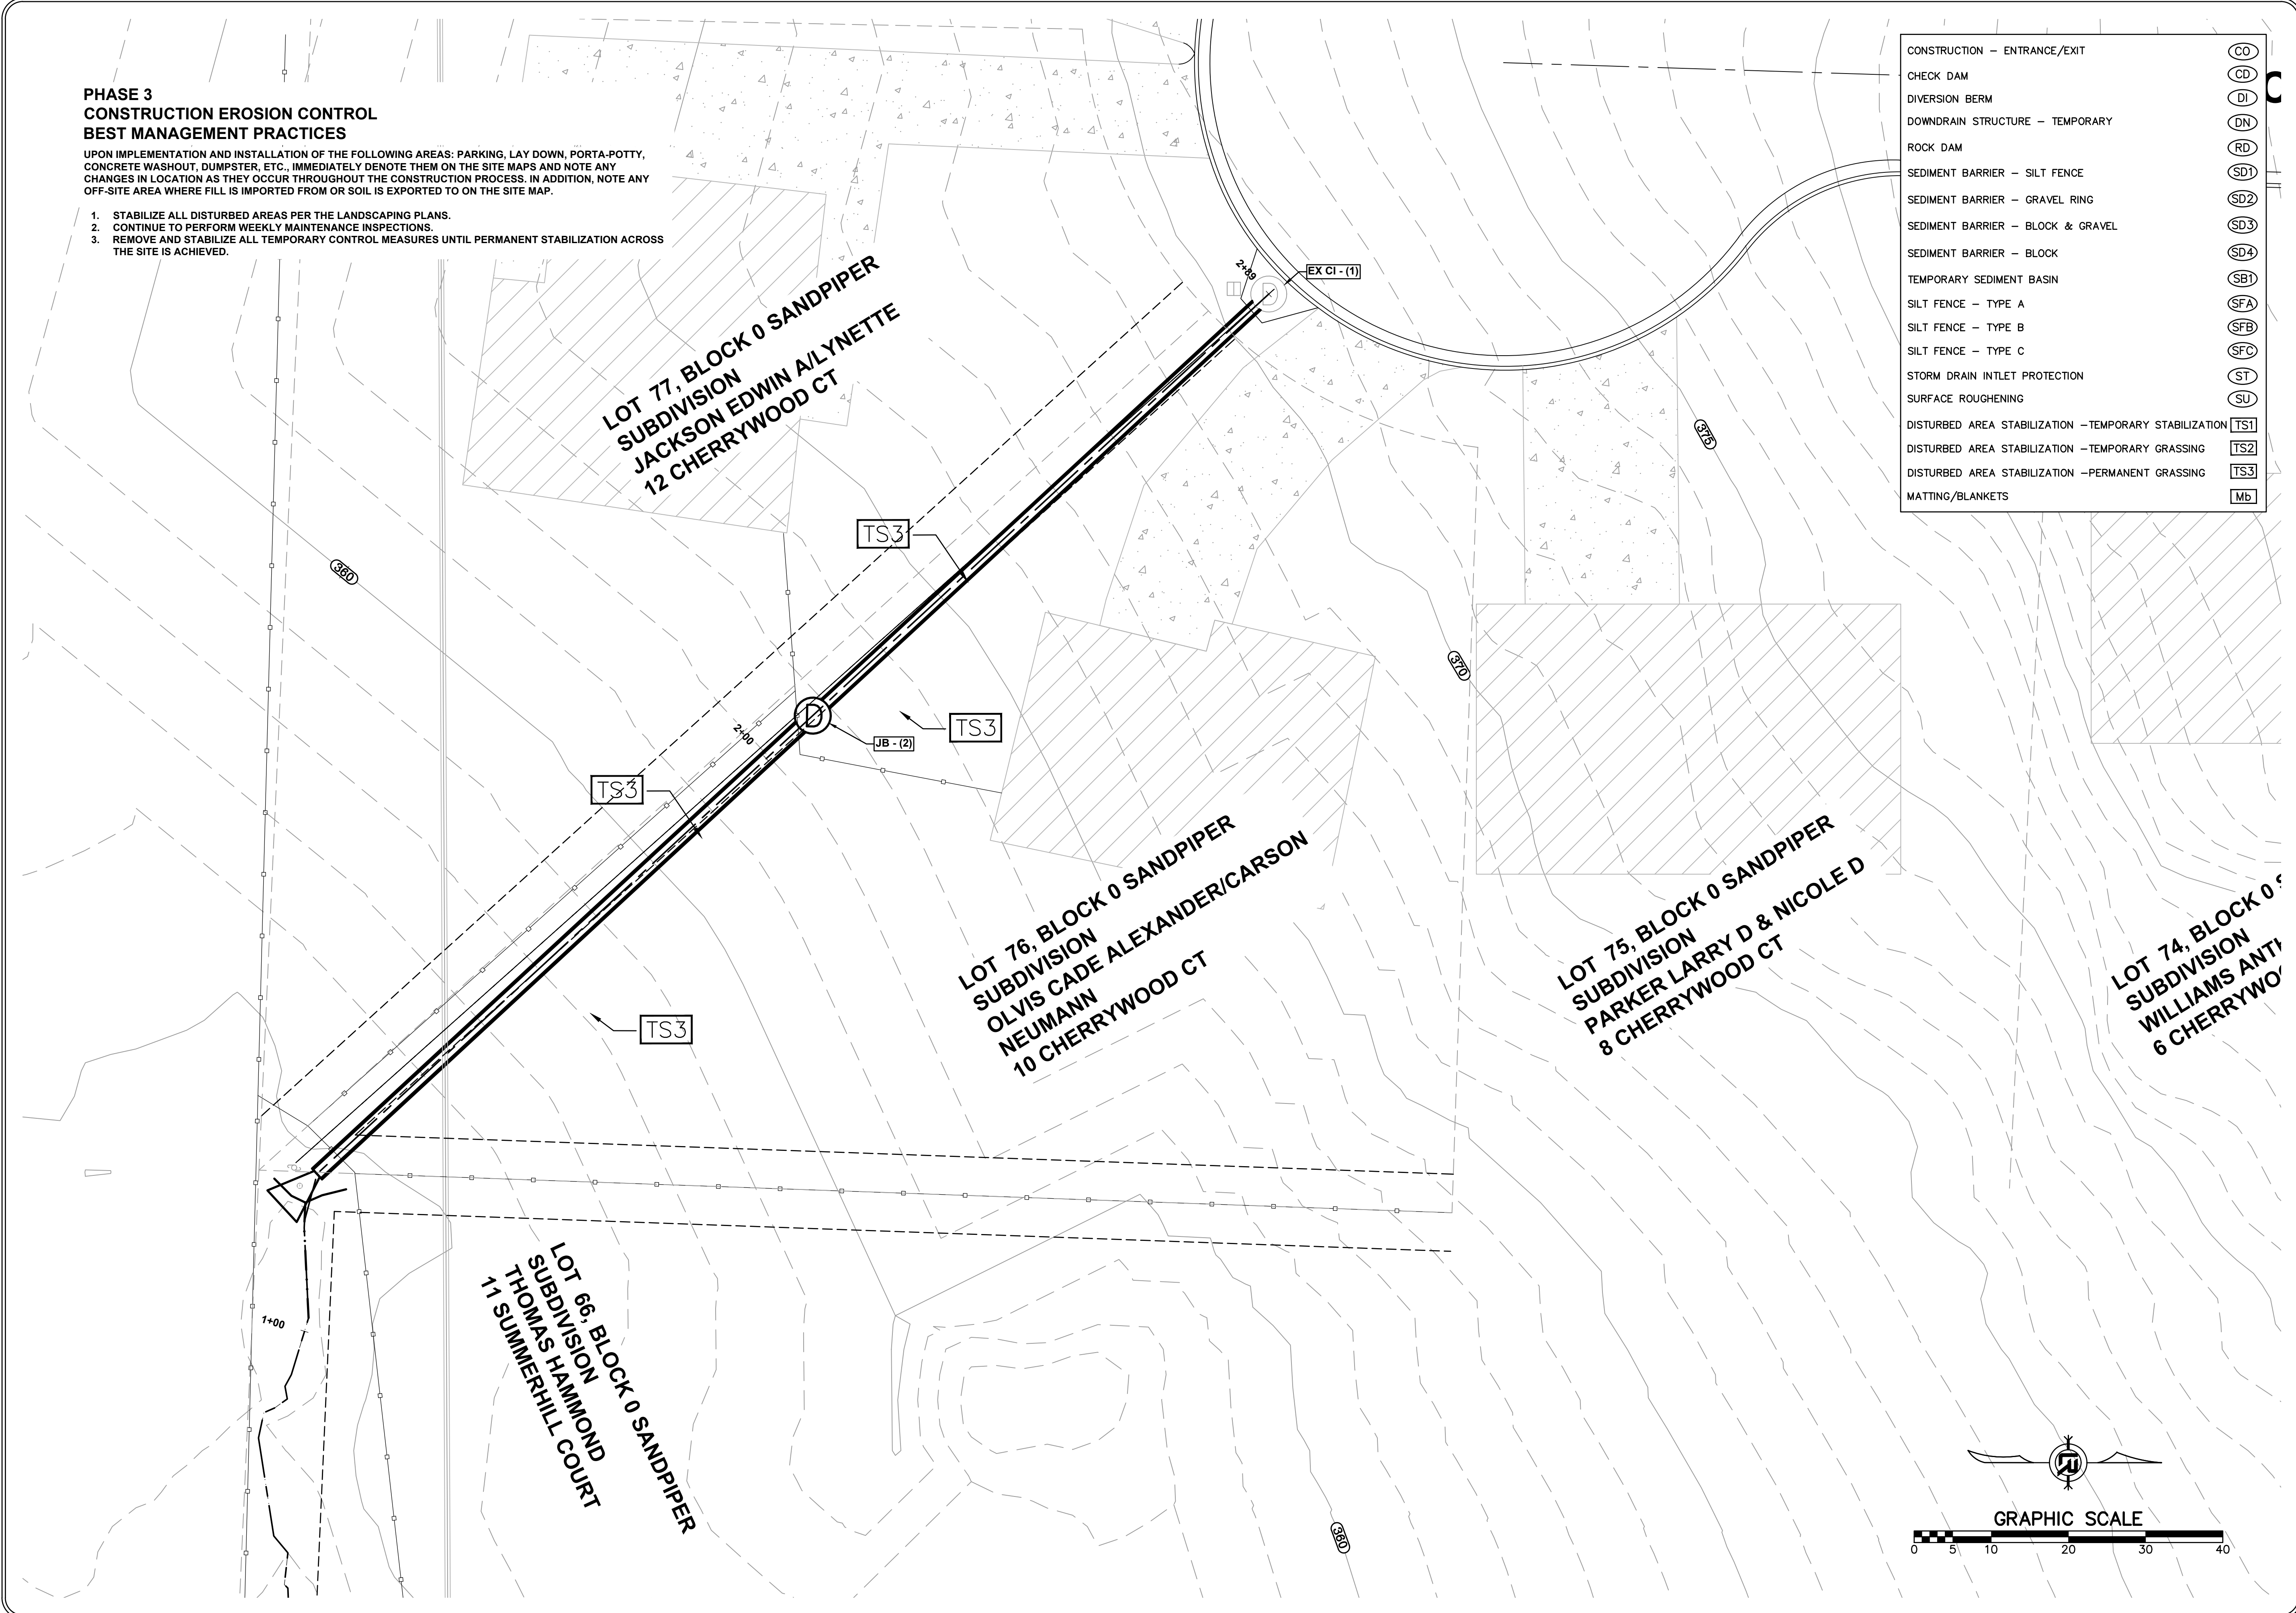 PHASE 3
CONSTRUCTION EROSION CONTROL
BEST MANAGEMENT PRACTICES
UPON IMPLEMENTATION AND INSTALLATION OF THE FOLLOWING AREAS: PARKING, LAY DOWN, PORTA-POTTY,
CONCRETE WASHOUT, DUMPSTER, ETC., IMMEDIATELY DENOTE THEM ON THE SITE MAPS AND NOTE ANY
CHANGES IN LOCATION AS THEY OCCUR THROUGHOUT THE CONSTRUCTION PROCESS. IN ADDITION, NOTE ANY
OFF-SITE AREA WHERE FILL IS IMPORTED FROM OR SOIL IS EXPORTED TO ON THE SITE MAP.
1. STABILIZE ALL DISTURBED AREAS PER THE LANDSCAPING PLANS.
2. CONTINUE TO PERFORM WEEKLY MAINTENANCE INSPECTIONS.
3. REMOVE AND STABILIZE ALL TEMPORARY CONTROL MEASURES UNTIL PERMANENT STABILIZATION ACROSS
THE SITE IS ACHIEVED.
CONSTRUCTION – ENTRANCE/EXIT CO
CHECK DAM CD
DIVERSION BERM DI
DOWNDRAIN STRUCTURE – TEMPORARY DN
ROCK DAM RD
SEDIMENT BARRIER – SILT FENCE SD1
SEDIMENT BARRIER – GRAVEL RING SD2
SEDIMENT BARRIER – BLOCK & GRAVEL SD3
SEDIMENT BARRIER – BLOCK SD4
TEMPORARY SEDIMENT BASIN SB1
SILT FENCE – TYPE A SFA
SILT FENCE – TYPE B SFB
SILT FENCE – TYPE C SFC
STORM DRAIN INLET PROTECTION ST
SURFACE ROUGHENING SU
DISTURBED AREA STABILIZATION –TEMPORARY STABILIZATION TS1
DISTURBED AREA STABILIZATION –TEMPORARY GRASSING TS2
DISTURBED AREA STABILIZATION –PERMANENT GRASSING TS3
MATTING/BLANKETS Mb
C
2+89
EX CI - (1)
D
LOT 77, BLOCK 0 SANDPIPER
SUBDIVISION
JACKSON EDWIN A/LYNETTE
12 CHERRYWOOD CT
375
TS3
360
370
D
TS3
2+00
JB - (2)
TS3
LOT 76, BLOCK 0 SANDPIPER
SUBDIVISION
OLVIS CADE ALEXANDER/CARSON
NEUMANN
10 CHERRYWOOD CT
LOT 75, BLOCK 0 SANDPIPER
SUBDIVISION
PARKER LARRY D & NICOLE D
8 CHERRYWOOD CT
LOT 74, BLOCK 0
SUBDIVISION
WILLIAMS
6
TS3
1+00
LOT 66, BLOCK 0 SANDPIPER
SUBDIVISION
THOMAS HAMMOND
11 SUMMERHILL COURT
360
GRAPHIC SCALE
0 5 10 20 30 40